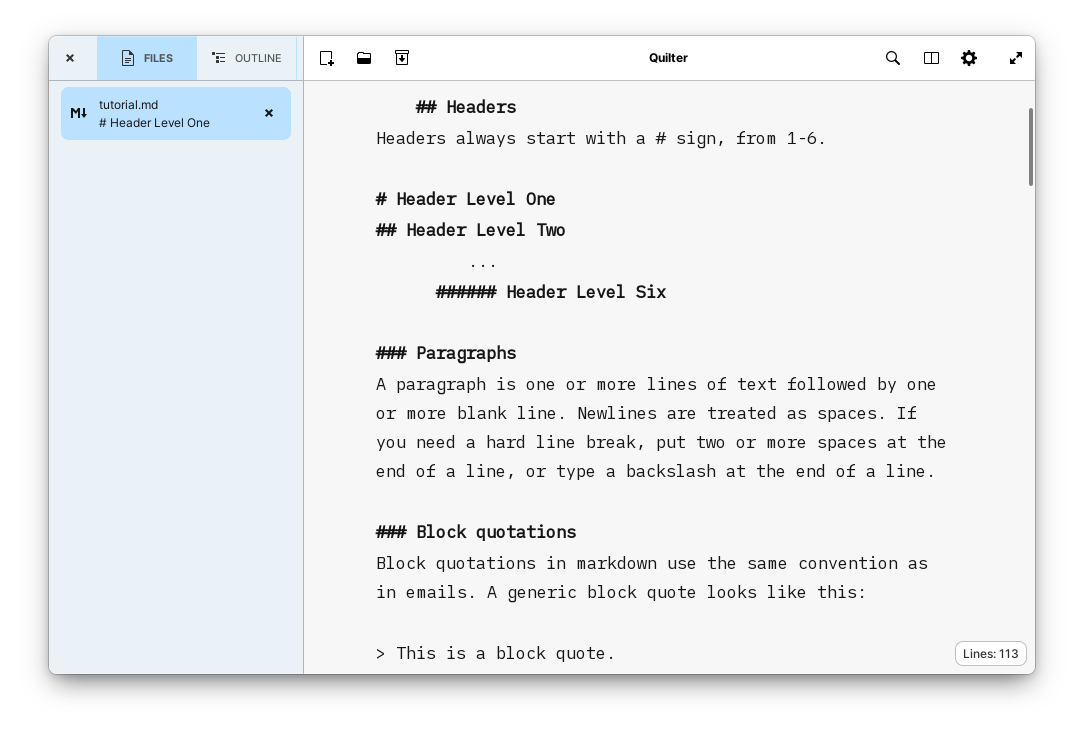 FILES
OUTLINE
Quilter
M↓
tutorial.md
# Header Level One
## Headers
Headers always start with a # sign, from 1-6.
# Header Level One
## Header Level Two
...
###### Header Level Six
### Paragraphs
A paragraph is one or more lines of text followed by one
or more blank line. Newlines are treated as spaces. If
you need a hard line break, put two or more spaces at the
end of a line, or type a backslash at the end of a line.
### Block quotations
Block quotations in markdown use the same convention as
in emails. A generic block quote looks like this:
> This is a block quote.
Lines: 113